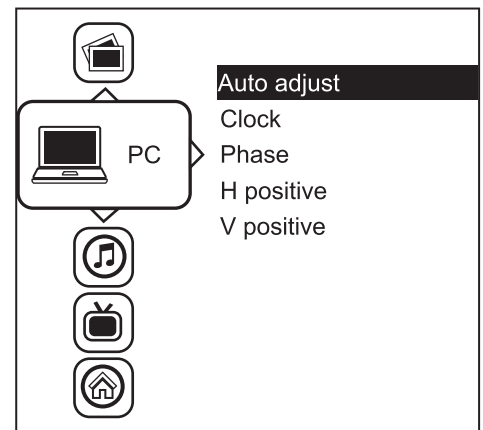 Auto adjust
PC
Clock
Phase
H positive
V positive